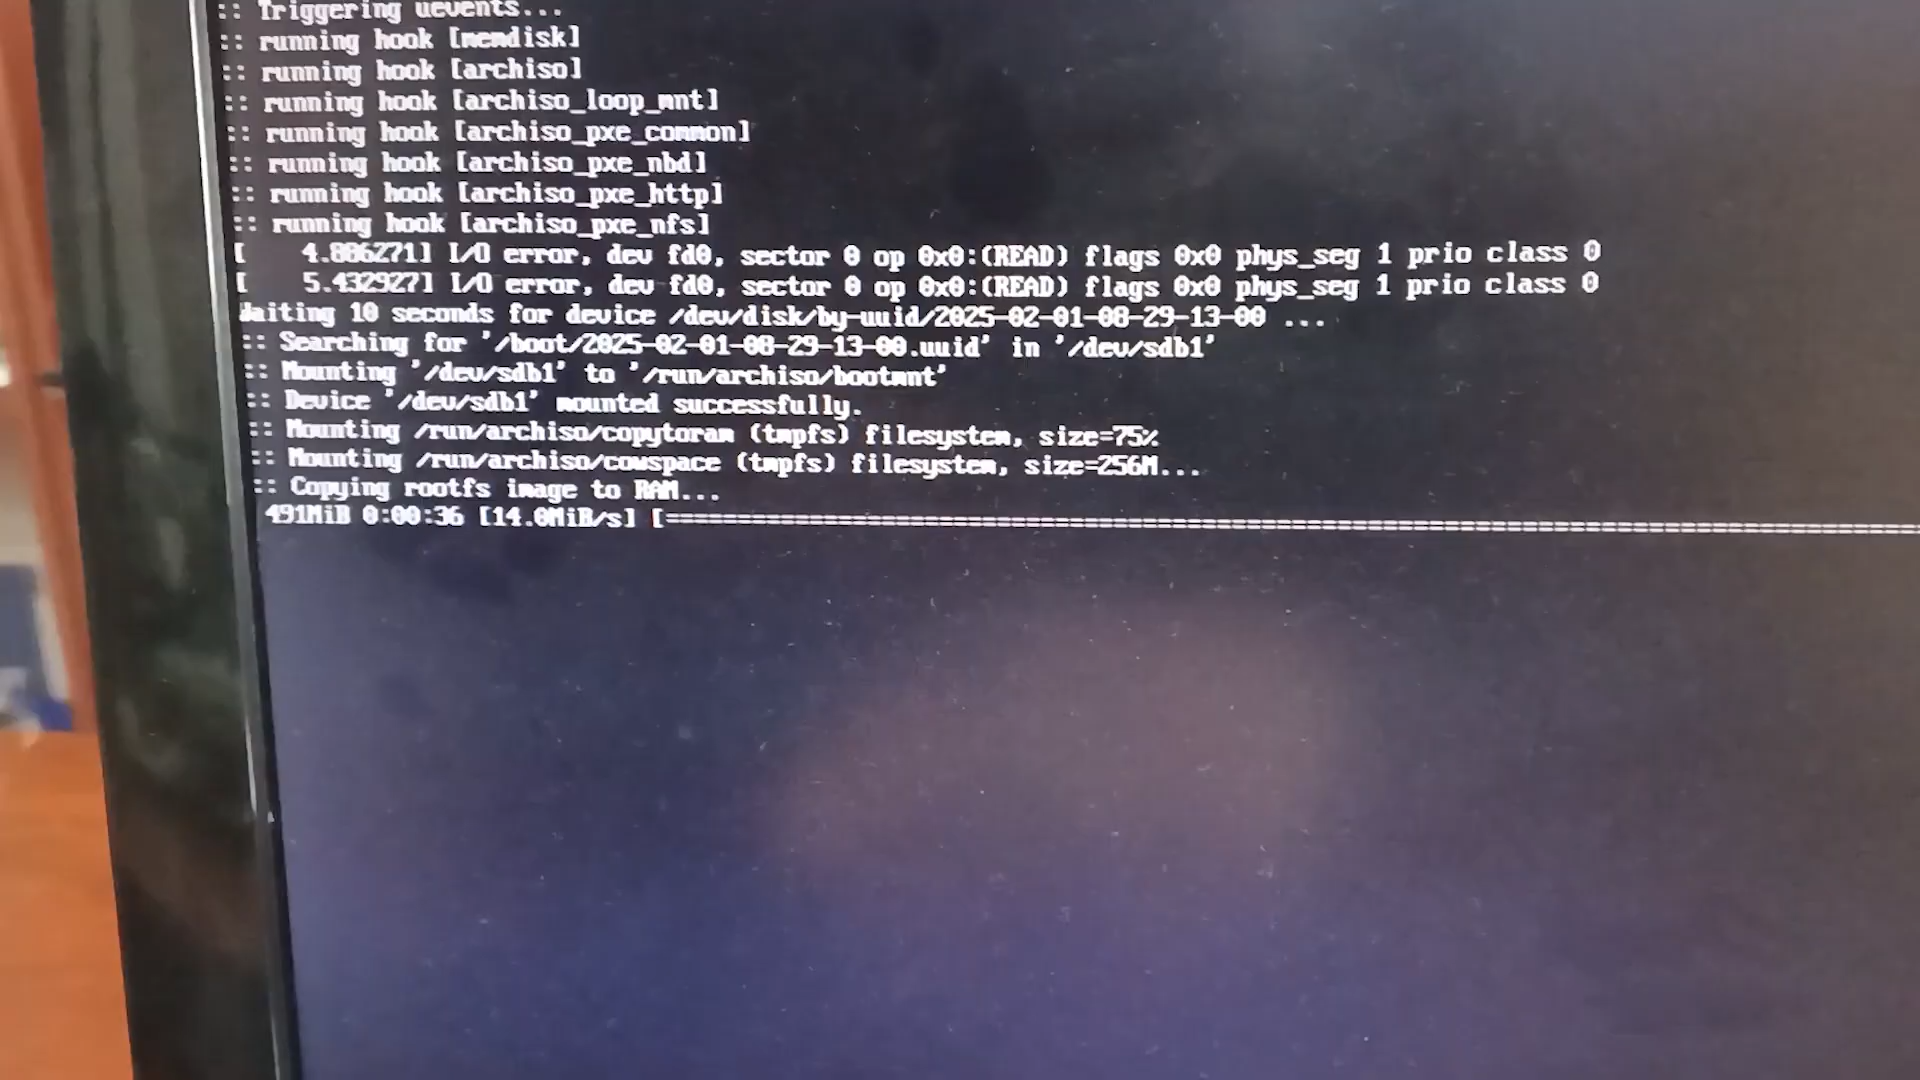 :: Triggering uevents...
:: running hook [memdisk]
:: running hook [archiso]
:: running hook [archiso_loop_mnt]
:: running hook [archiso_pxe_common]
:: running hook [archiso_pxe_nbd]
:: running hook [archiso_pxe_http]
:: running hook [archiso_pxe_nfs]
[    4.886271] I/O error, dev fd0, sector 0 op 0x0:(READ) flags 0x0 phys_seg 1 prio class 0
[    5.432927] I/O error, dev fd0, sector 0 op 0x0:(READ) flags 0x0 phys_seg 1 prio class 0
Waiting 10 seconds for device /dev/disk/by-uuid/2025-02-01-08-29-13-00 ...
:: Searching for '/boot/2025-02-01-08-29-13-00.uuid' in '/dev/sdb1'
:: Mounting '/dev/sdb1' to '/run/archiso/bootmnt'
:: Device '/dev/sdb1' mounted successfully.
:: Mounting /run/archiso/copytoram (tmpfs) filesystem, size=75%
:: Mounting /run/archiso/cowspace (tmpfs) filesystem, size=256M...
:: Copying rootfs image to RAM...
491MiB 0:00:36 [14.0MiB/s] [==========================================================================================================